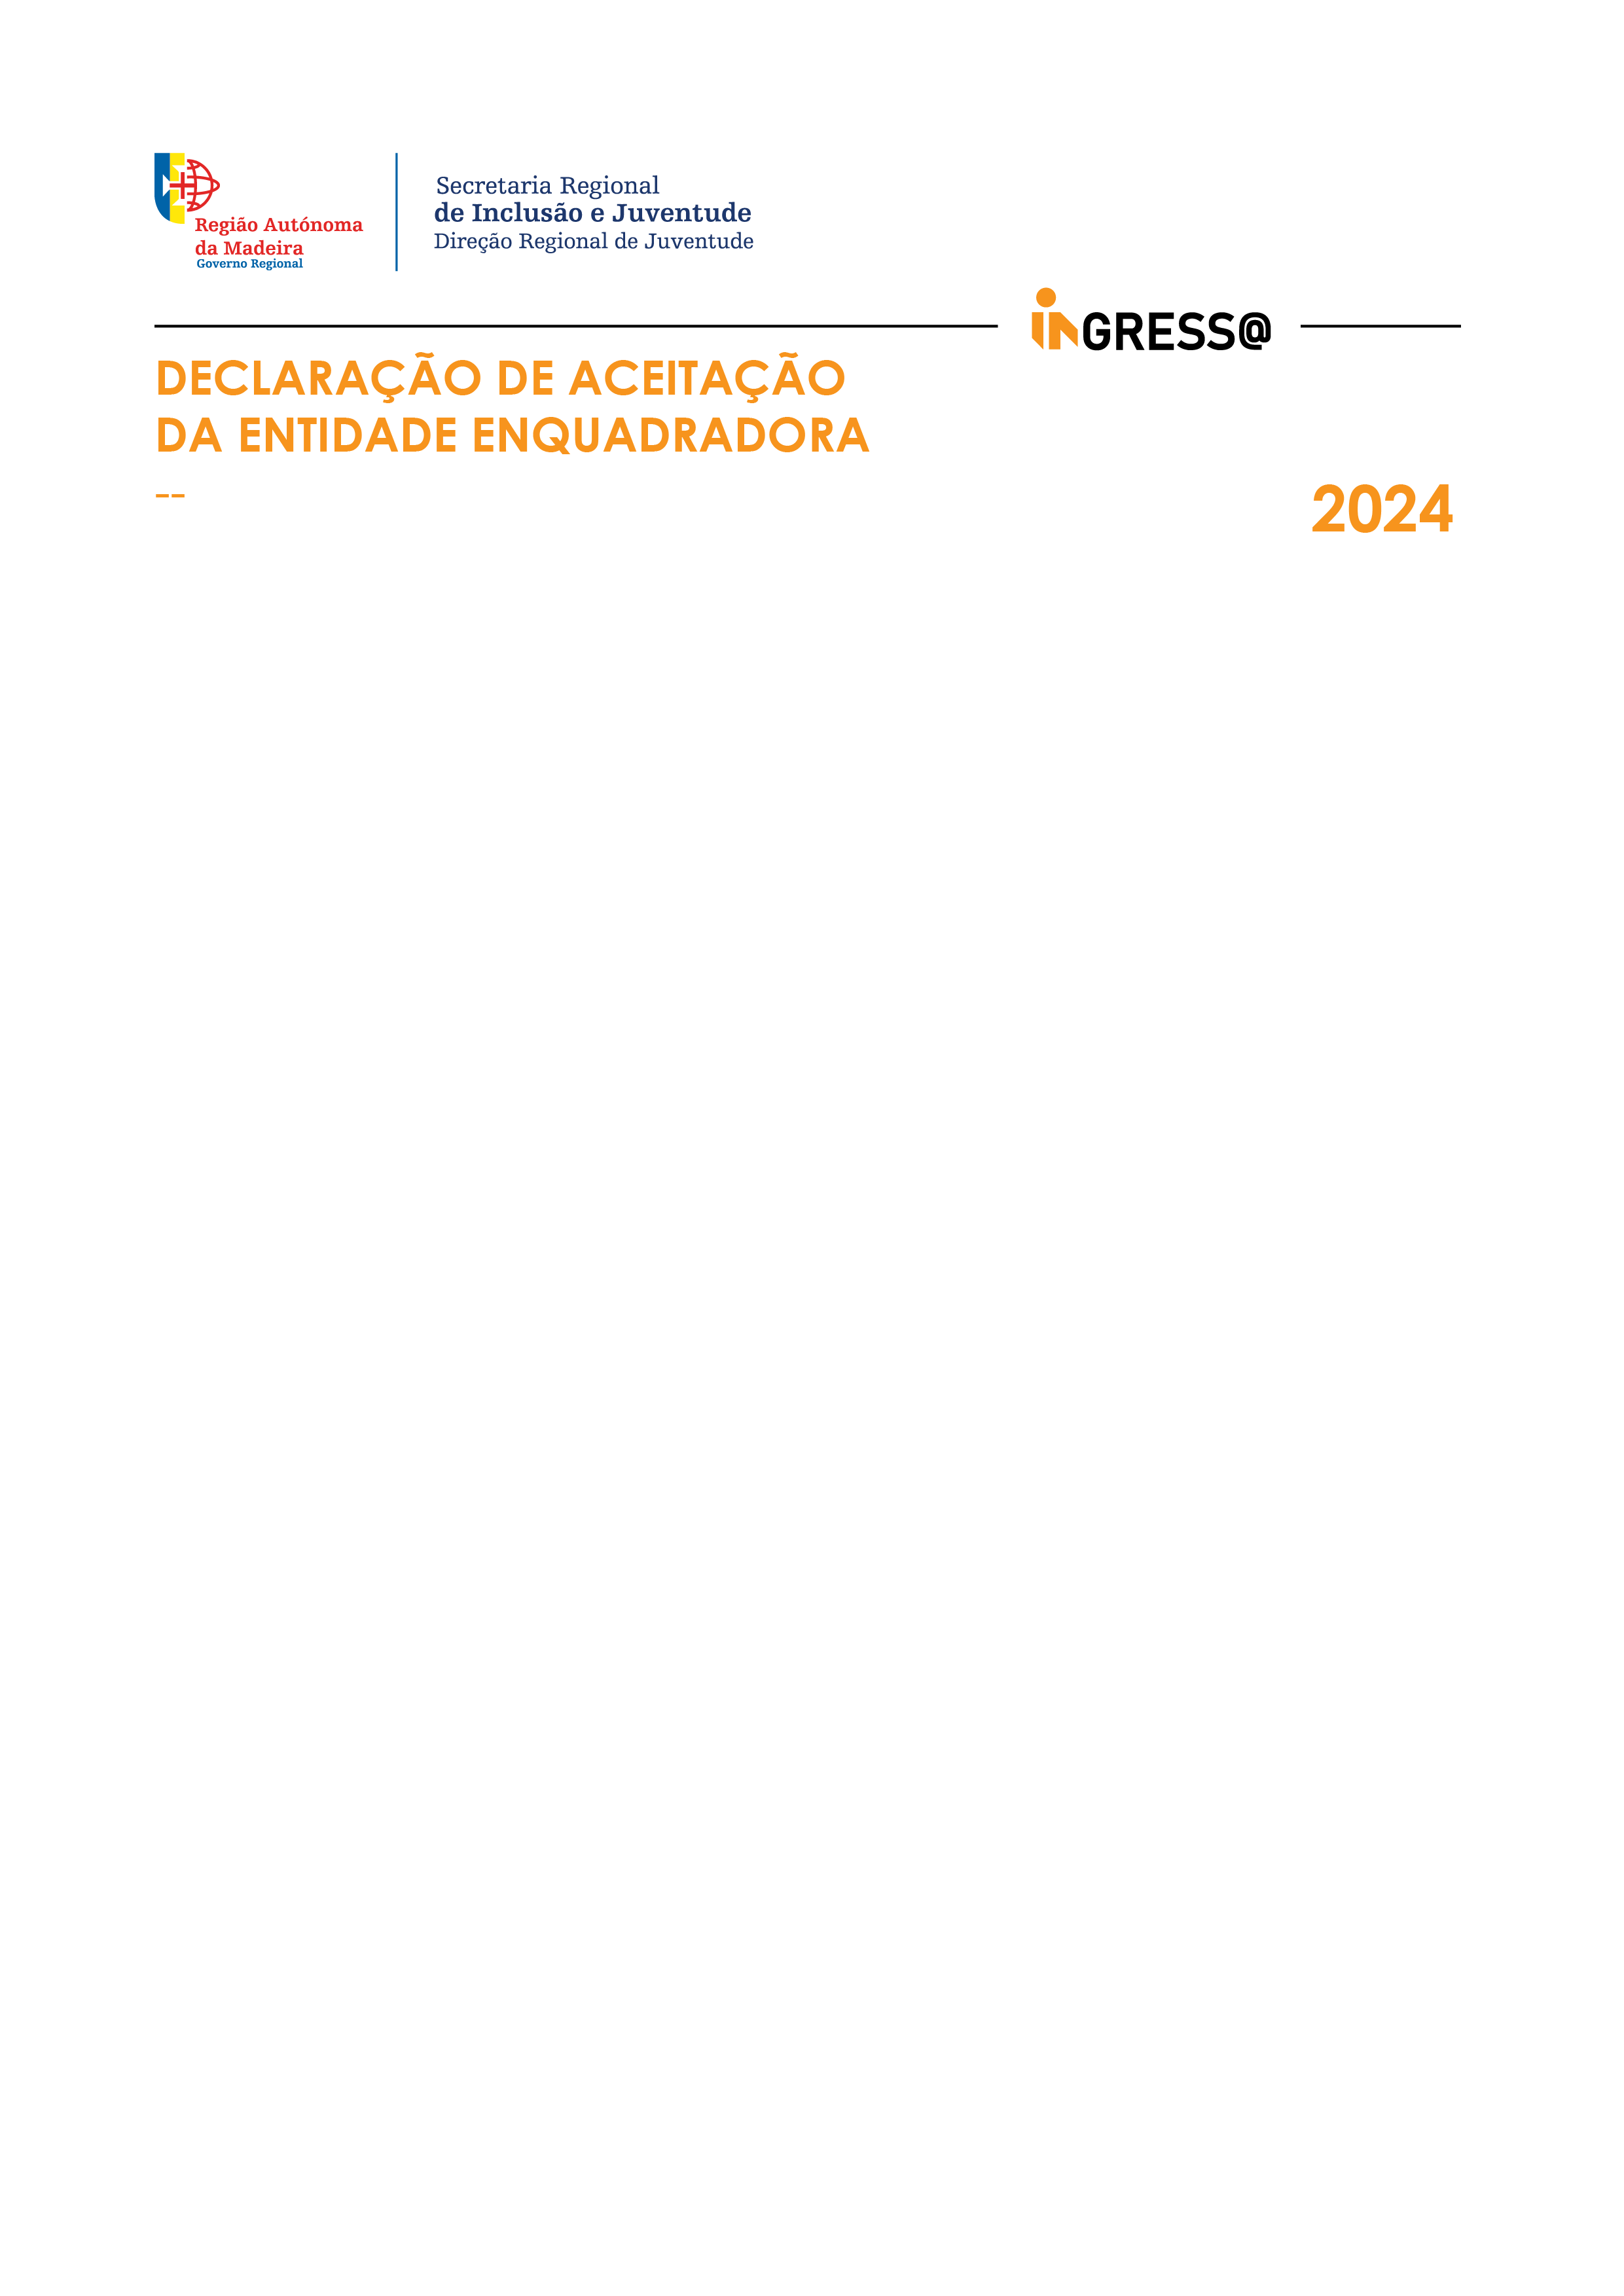 Região Autónoma
da Madeira
Governo Regional
Secretaria Regional
de Inclusão e Juventude
Direção Regional de Juventude
iNGRESS@
DECLARAÇÃO DE ACEITAÇÃO
DA ENTIDADE ENQUADRADORA
--
2024